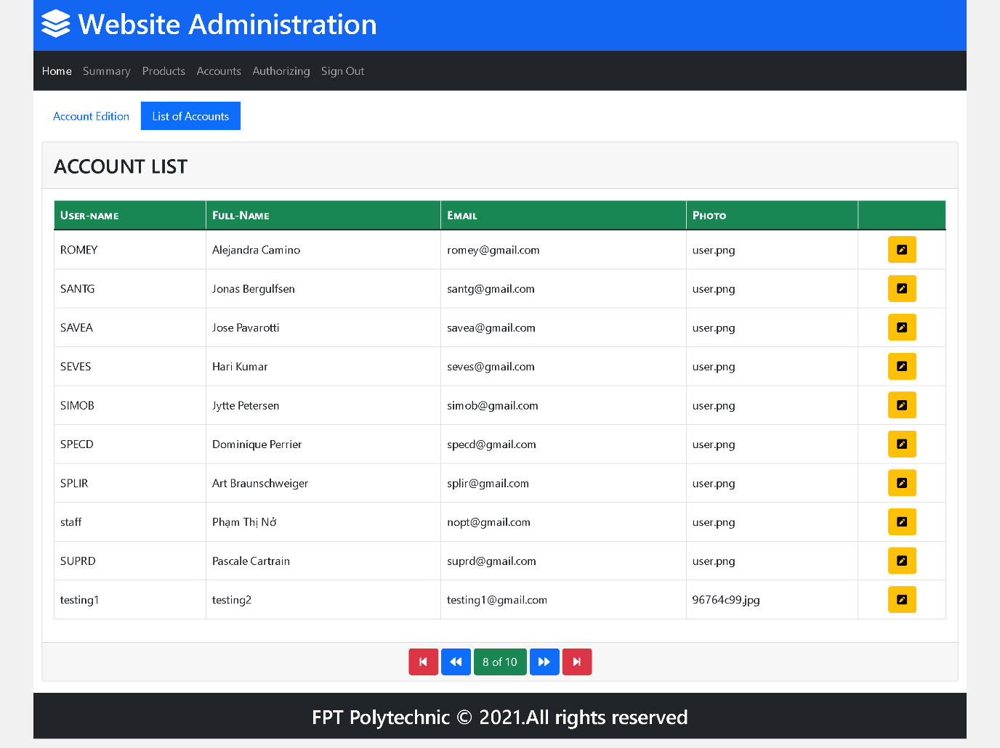 Website Administration
Home Summary Products Accounts Authorizing Sign Out
Account Edition List of Accounts
ACCOUNT LIST
User-name Full-Name Email Photo
ROMEY Alejandra Camino romey@gmail.com user.png
SANTG Jonas Bergulfsen santg@gmail.com user.png
SAVEA Jose Pavarotti savea@gmail.com user.png
SEVES Hari Kumar seves@gmail.com user.png
SIMOB Jytte Petersen simob@gmail.com user.png
SPECD Dominique Perrier specd@gmail.com user.png
SPLIR Art Braunschweiger splir@gmail.com user.png
staff Phạm Thị Nở nopt@gmail.com user.png
SUPRD Pascale Cartrain suprd@gmail.com user.png
testing1 testing2 testing1@gmail.com 96764c99.jpg
8 of 10
FPT Polytechnic © 2021.All rights reserved